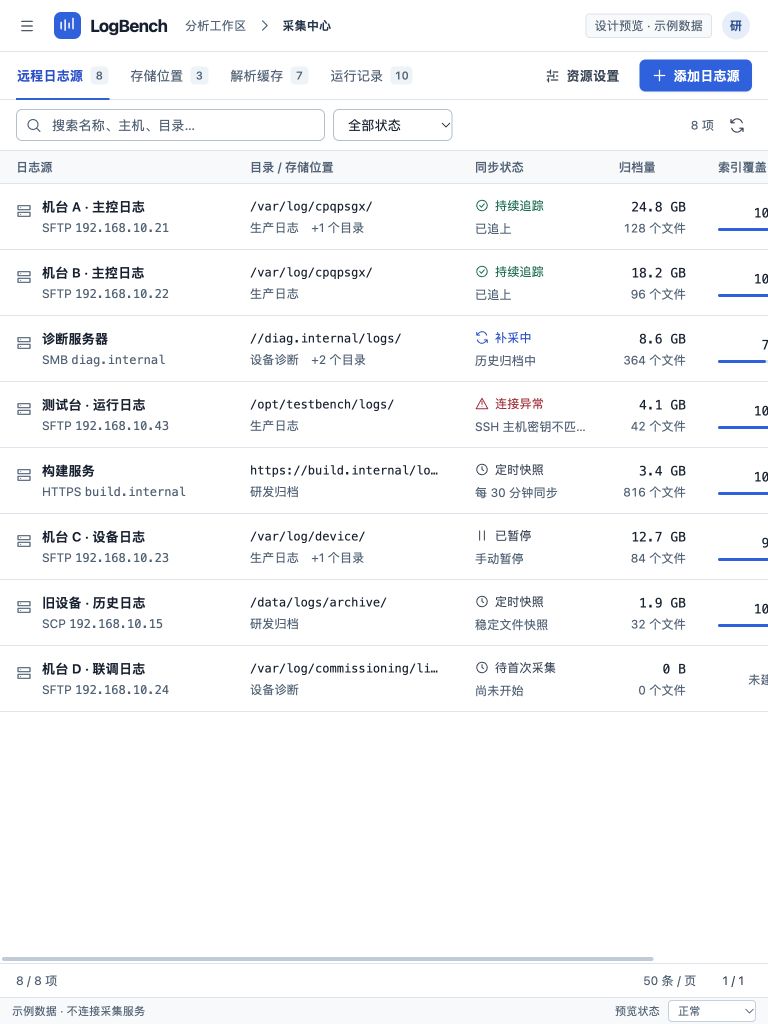 LogBench 分析工作区 采集中心 设计预览 · 示例数据 研
远程日志源 8 存储位置 3 解析缓存 7 运行记录 10 资源设置 添加日志源
搜索名称、主机、目录... 全部状态 8 项
日志源 目录 / 存储位置 同步状态 归档量 索引覆盖
机台 A · 主控日志 /var/log/cpqpsgx/ 持续追踪 24.8 GB 10
SFTP 192.168.10.21 生产日志 +1 个目录 已追上 128 个文件
机台 B · 主控日志 /var/log/cpqpsgx/ 持续追踪 18.2 GB 10
SFTP 192.168.10.22 生产日志 已追上 96 个文件
诊断服务器 //diag.internal/logs/ 补采中 8.6 GB 7
SMB diag.internal 设备诊断 +2 个目录 历史归档中 364 个文件
测试台 · 运行日志 /opt/testbench/logs/ 连接异常 4.1 GB 10
SFTP 192.168.10.43 生产日志 SSH 主机密钥不匹... 42 个文件
构建服务 https://build.internal/lo… 定时快照 3.4 GB 10
HTTPS build.internal 研发归档 每 30 分钟同步 816 个文件
机台 C · 设备日志 /var/log/device/ 已暂停 12.7 GB 9
SFTP 192.168.10.23 生产日志 +1 个目录 手动暂停 84 个文件
旧设备 · 历史日志 /data/logs/archive/ 定时快照 1.9 GB 10
SCP 192.168.10.15 研发归档 稳定文件快照 32 个文件
机台 D · 联调日志 /var/log/commissioning/li… 待首次采集 0 B 未建
SFTP 192.168.10.24 设备诊断 尚未开始 0 个文件
8 / 8 项 50 条 / 页 1 / 1
示例数据 · 不连接采集服务 预览状态 正常